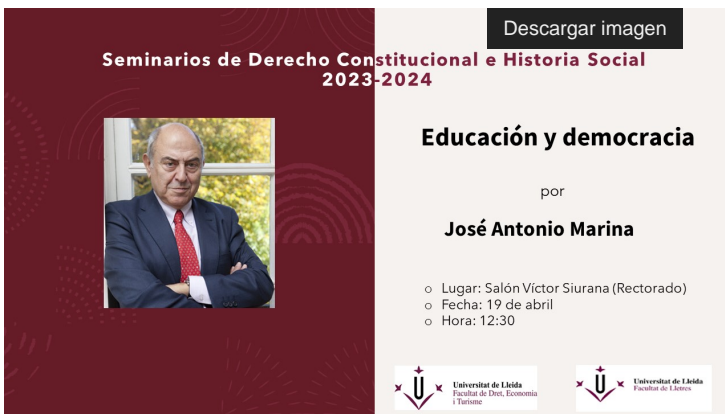 Descargar imagen
Seminarios de Derecho Constitucional e Historia Social
2023-2024
Educación y democracia
por
José Antonio Marina
o Lugar: Salón Víctor Siurana (Rectorado)
o Fecha: 19 de abril
o Hora: 12:30
Universitat de Lleida
Facultat de Dret, Economia
i Turisme
Universitat de Lleida
Facultat de Lletres